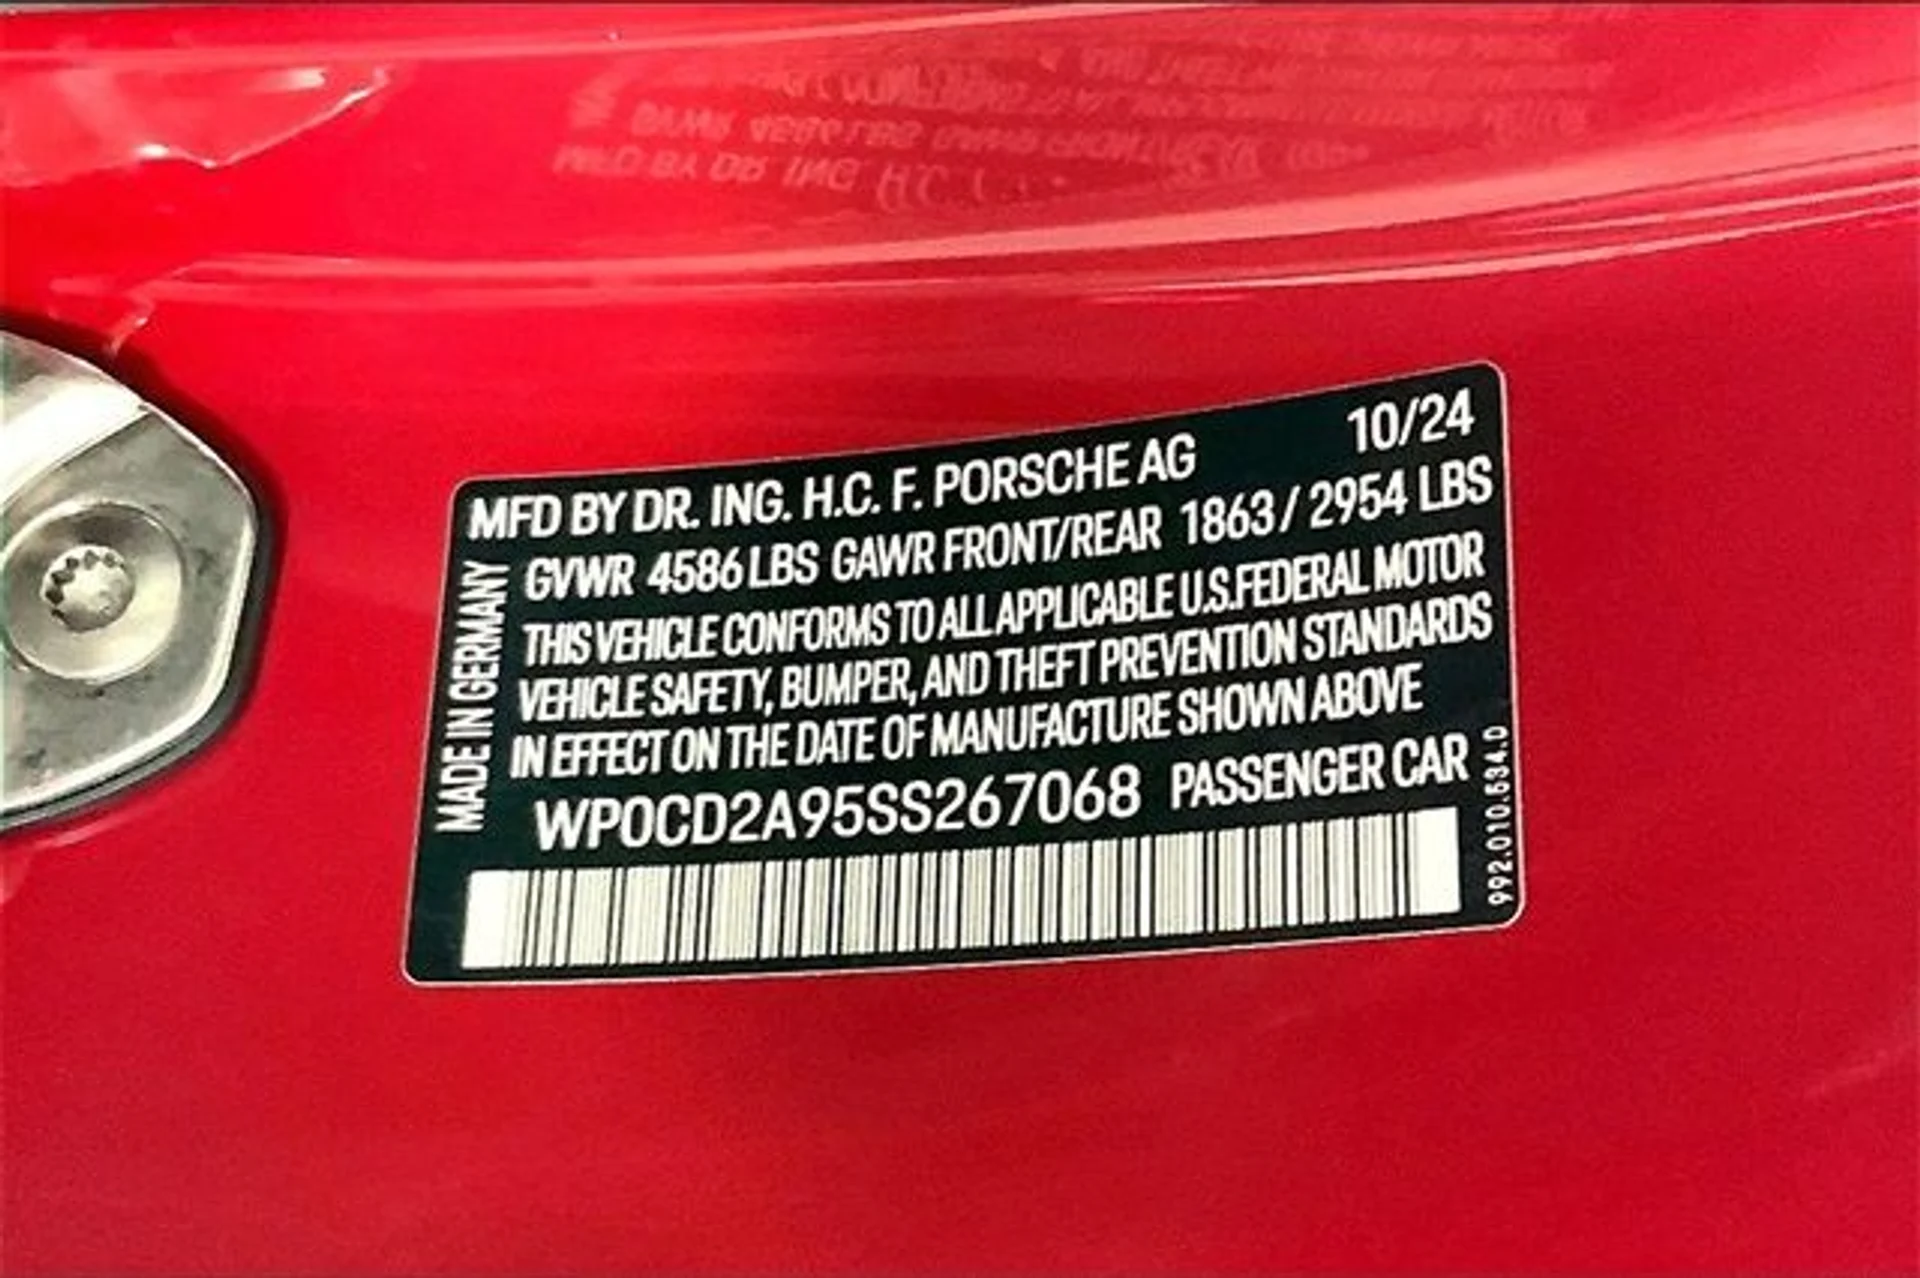 MFD BY DR. ING. H.C. F. PORSCHE AG 10/24
GVWR 4586 LBS GAWR FRONT/REAR 1863 / 2954 LBS
THIS VEHICLE CONFORMS TO ALL APPLICABLE U.S.FEDERAL MOTOR
VEHICLE SAFETY, BUMPER, AND THEFT PREVENTION STANDARDS
IN EFFECT ON THE DATE OF MANUFACTURE SHOWN ABOVE
WP0CD2A95SS267068 PASSENGER CAR
MADE IN GERMANY
992.010.534.0